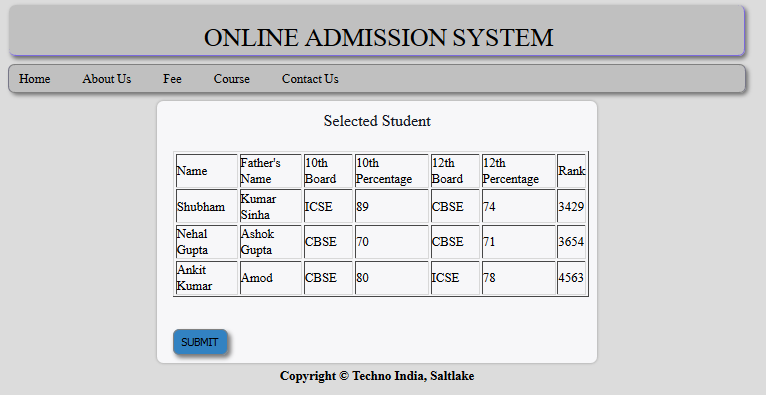 ONLINE ADMISSION SYSTEM
Home About Us Fee Course Contact Us
Selected Student
Name Father's Name 10th Board 10th Percentage 12th Board 12th Percentage Rank
Shubham Kumar Sinha ICSE 89 CBSE 74 3429
Nehal Gupta Ashok Gupta CBSE 70 CBSE 71 3654
Ankit Kumar Amod CBSE 80 ICSE 78 4563
SUBMIT
Copyright © Techno India, Saltlake